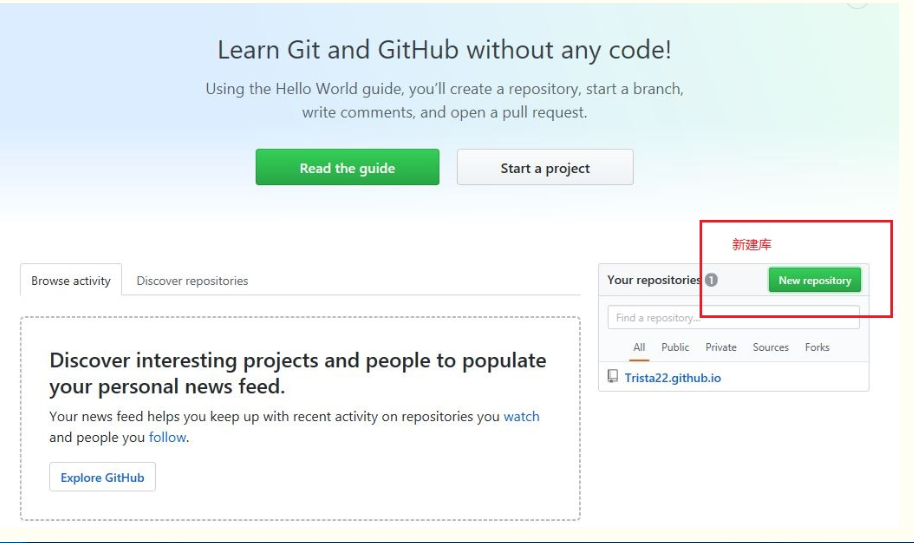 Learn Git and GitHub without any code!
Using the Hello World guide, you’ll create a repository, start a branch,
write comments, and open a pull request.
Read the guide
Start a project
新建库
Browse activity
Discover repositories
Your repositories 1
New repository
Find a repository...
All Public Private Sources Forks
Trista22.github.io
Discover interesting projects and people to populate
your personal news feed.
Your news feed helps you keep up with recent activity on repositories you watch
and people you follow.
Explore GitHub